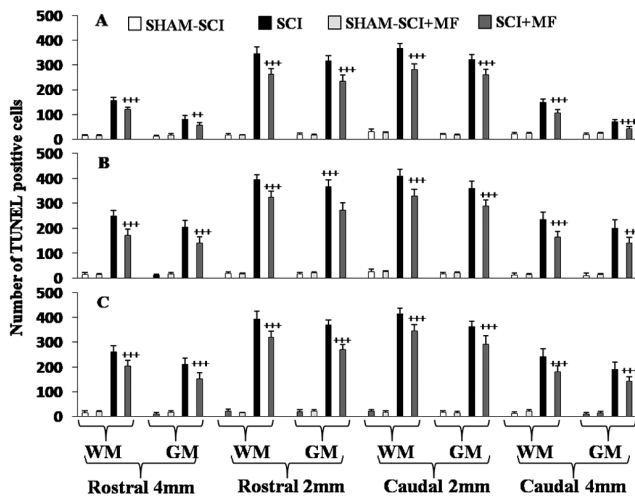 A
SHAM-SCI SCI SHAM-SCI+MF SCI+MF
Number of TUNEL positive cells
500
400
300
200
100
0
‡‡‡ ‡‡ ‡‡‡ ‡‡‡ ‡‡‡ ‡‡‡ ‡‡‡ ‡‡‡
B
400
300
200
100
0
‡‡‡ ‡‡‡ ‡‡‡ ‡‡‡ ‡‡‡ ‡‡‡ ‡‡‡ ‡‡‡
C
500
400
300
200
100
0
‡‡‡ ‡‡‡ ‡‡‡ ‡‡‡ ‡‡‡ ‡‡‡ ‡‡‡ ‡‡‡
WM GM WM GM WM GM WM GM
Rostral 4mm Rostral 2mm Caudal 2mm Caudal 4mm